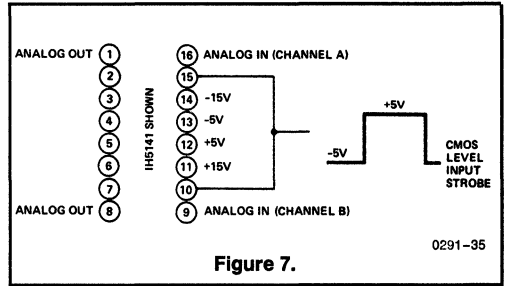 ANALOG OUT 1
2
3
4
5
6
7
ANALOG OUT 8
IH5141 SHOWN
16 ANALOG IN (CHANNEL A)
15
14 -15V
13 -5V
12 +5V
11 +15V
10
9 ANALOG IN (CHANNEL B)
+5V
-5V
CMOS
LEVEL
INPUT
STROBE
0291-35
Figure 7.